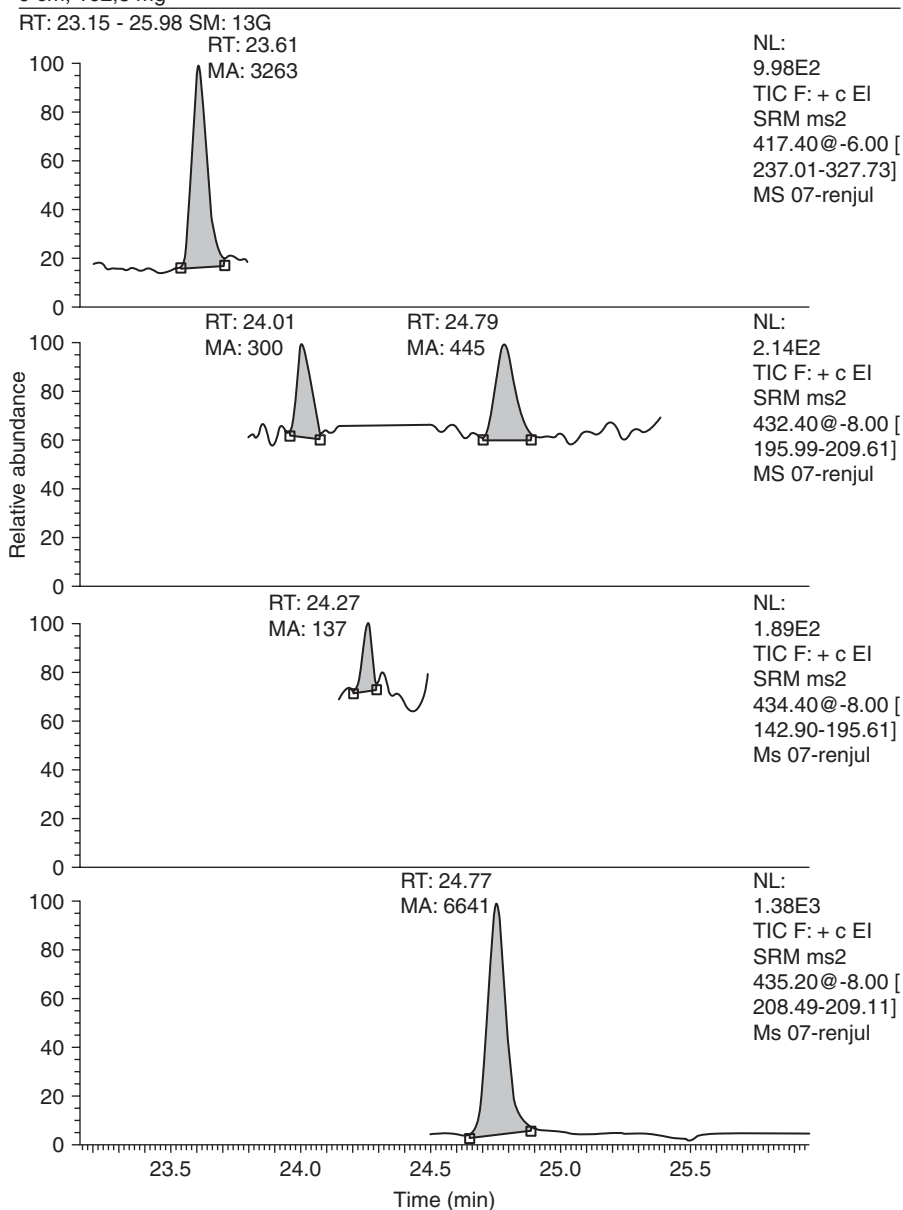 RT: 23.15 - 25.98 SM: 13G
RT: 23.61
MA: 3263
NL:
9.98E2
TIC F: + c EI
SRM ms2
417.40@-6.00 [
237.01-327.73]
MS 07-renjul
100
80
60
40
20
0
RT: 24.01
MA: 300
RT: 24.79
MA: 445
NL:
2.14E2
TIC F: + c EI
SRM ms2
432.40@-8.00 [
195.99-209.61]
MS 07-renjul
100
80
60
40
20
0
Relative abundance
RT: 24.27
MA: 137
NL:
1.89E2
TIC F: + c EI
SRM ms2
434.40@-8.00 [
142.90-195.61]
Ms 07-renjul
100
80
60
40
20
0
RT: 24.77
MA: 6641
NL:
1.38E3
TIC F: + c EI
SRM ms2
435.20@-8.00 [
208.49-209.11]
Ms 07-renjul
100
80
60
40
20
0
23.5 24.0 24.5 25.0 25.5
Time (min)